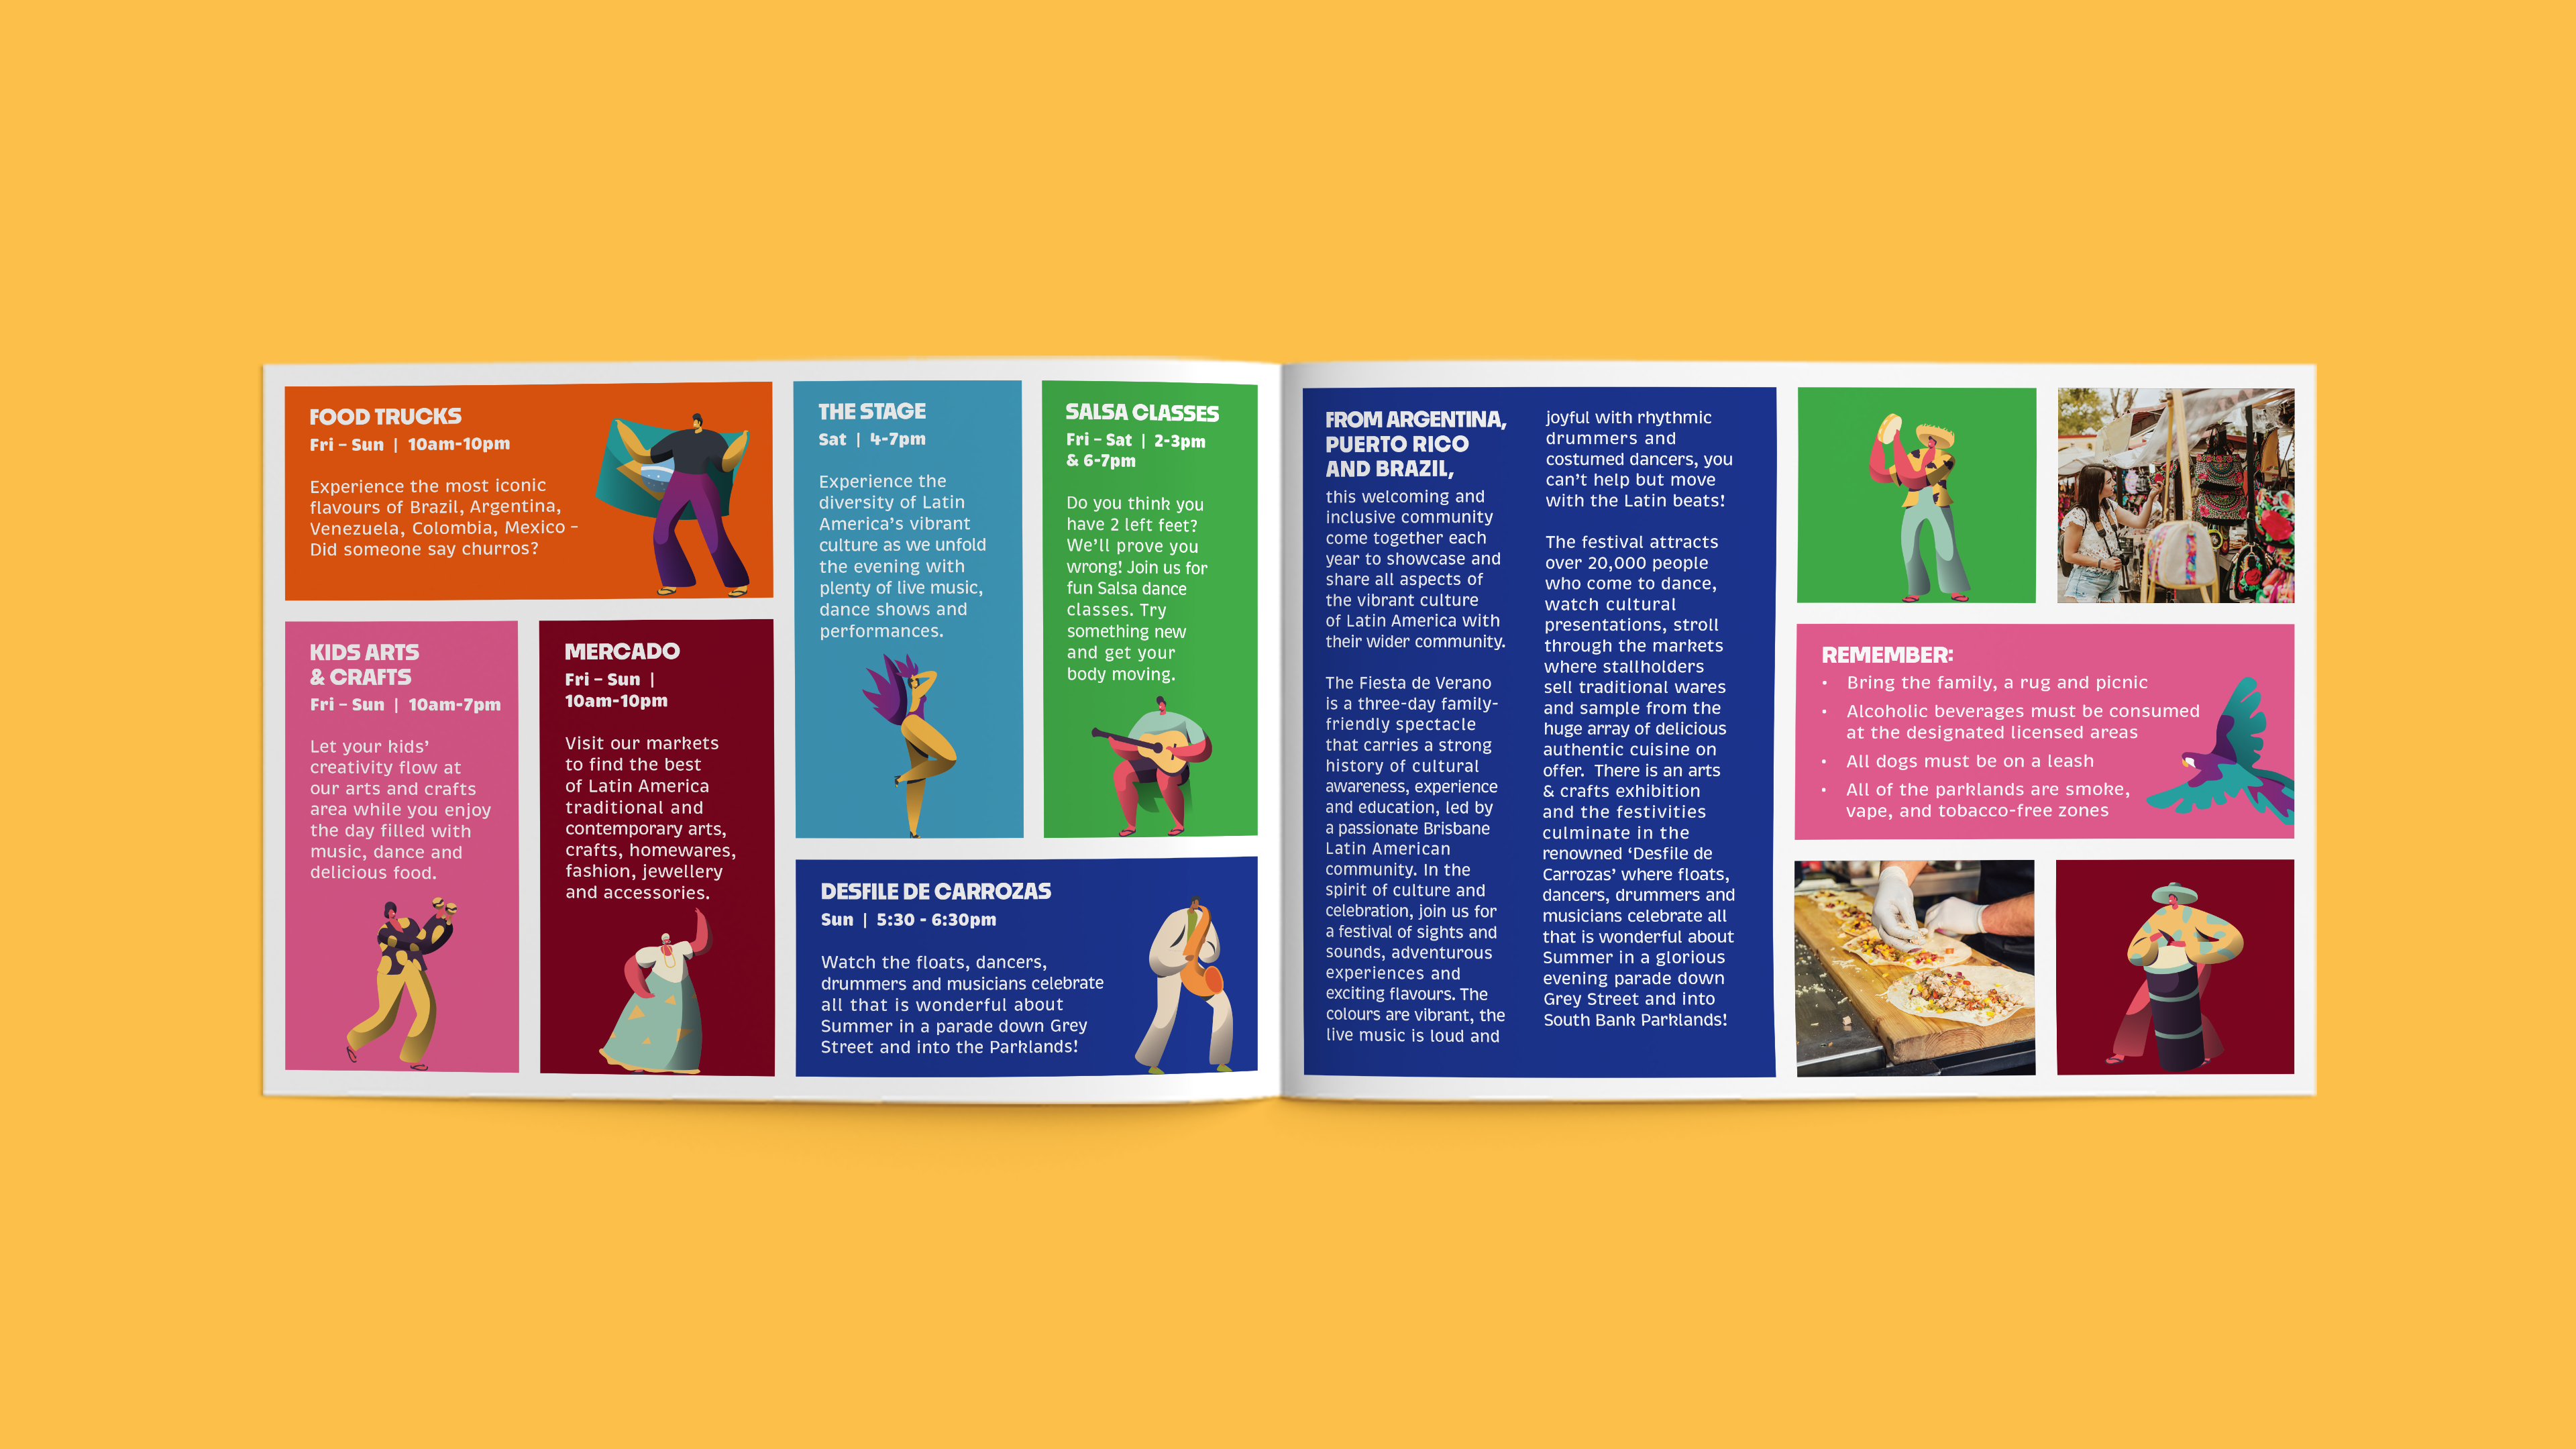 FOOD TRUCKS
Fri – Sun | 10am-10pm
Experience the most iconic
flavours of Brazil, Argentina,
Venezuela, Colombia, Mexico –
Did someone say churros?
KIDS ARTS
& CRAFTS
Fri – Sun | 10am-7pm
Let your kids’
creativity flow at
our arts and crafts
area while you enjoy
the day filled with
music, dance and
delicious food.
MERCADO
Fri – Sun |
10am-10pm
Visit our markets
to find the best
of Latin America
traditional and
contemporary arts,
crafts, homewares,
fashion, jewellery
and accessories.
THE STAGE
Sat | 4-7pm
Experience the
diversity of Latin
America’s vibrant
culture as we unfold
the evening with
plenty of live music,
dance shows and
performances.
SALSA CLASSES
Fri – Sat | 2-3pm
& 6-7pm
Do you think you
have 2 left feet?
We’ll prove you
wrong! Join us for
fun Salsa dance
classes. Try
something new
and get your
body moving.
DESFILE DE CARROZAS
Sun | 5:30 - 6:30pm
Watch the floats, dancers,
drummers and musicians celebrate
all that is wonderful about
Summer in a parade down Grey
Street and into the Parklands!
FROM ARGENTINA,
PUERTO RICO
AND BRAZIL,
this welcoming and
inclusive community
come together each
year to showcase and
share all aspects of
the vibrant culture
of Latin America with
their wider community.
The Fiesta de Verano
is a three-day family-
friendly spectacle
that carries a strong
history of cultural
awareness, experience
and education, led by
a passionate Brisbane
Latin American
community. In the
spirit of culture and
celebration, join us for
a festival of sights and
sounds, adventurous
experiences and
exciting flavours. The
colours are vibrant, the
live music is loud and
joyful with rhythmic
drummers and
costumed dancers, you
can’t help but move
with the Latin beats!
The festival attracts
over 20,000 people
who come to dance,
watch cultural
presentations, stroll
through the markets
where stallholders
sell traditional wares
and sample from the
huge array of delicious
authentic cuisine on
offer. There is an arts
& crafts exhibition
and the festivities
culminate in the
renowned ‘Desfile de
Carrozas’ where floats,
dancers, drummers and
musicians celebrate all
that is wonderful about
Summer in a glorious
evening parade down
Grey Street and into
South Bank Parklands!
REMEMBER:
• Bring the family, a rug and picnic
• Alcoholic beverages must be consumed
at the designated licensed areas
• All dogs must be on a leash
• All of the parklands are smoke,
vape, and tobacco-free zones